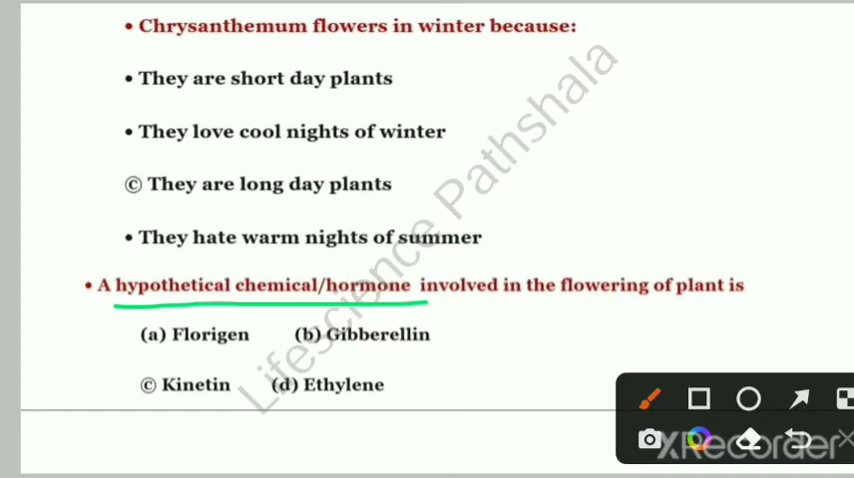 • Chrysanthemum flowers in winter because:
• They are short day plants
• They love cool nights of winter
© They are long day plants
• They hate warm nights of summer
• A hypothetical chemical/hormone involved in the flowering of plant is
(a) Florigen (b) Gibberellin
© Kinetin (d) Ethylene
Lifescience Pathshala
XRecorder